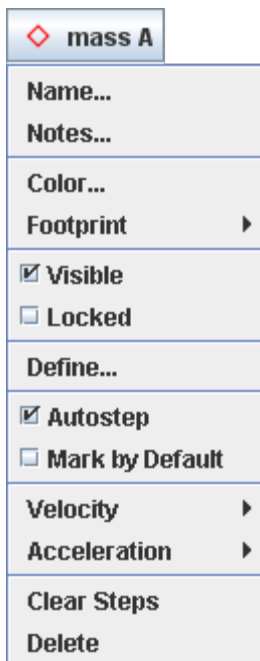 mass A
Name...
Notes...
Color...
Footprint
Visible
Locked
Define...
Autostep
Mark by Default
Velocity
Acceleration
Clear Steps
Delete